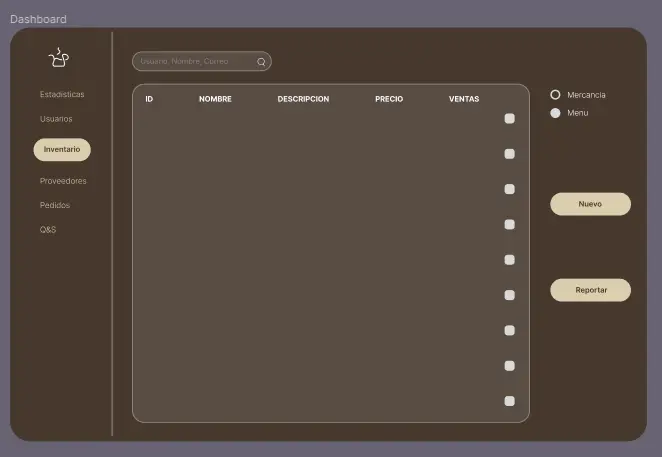 Dashboard
Estadisticas
Usuarios
Inventario
Proveedores
Pedidos
Q&S
Usuario, Nombre, Correo
ID NOMBRE DESCRIPCION PRECIO VENTAS
Mercancia
Menu
Nuevo
Reportar